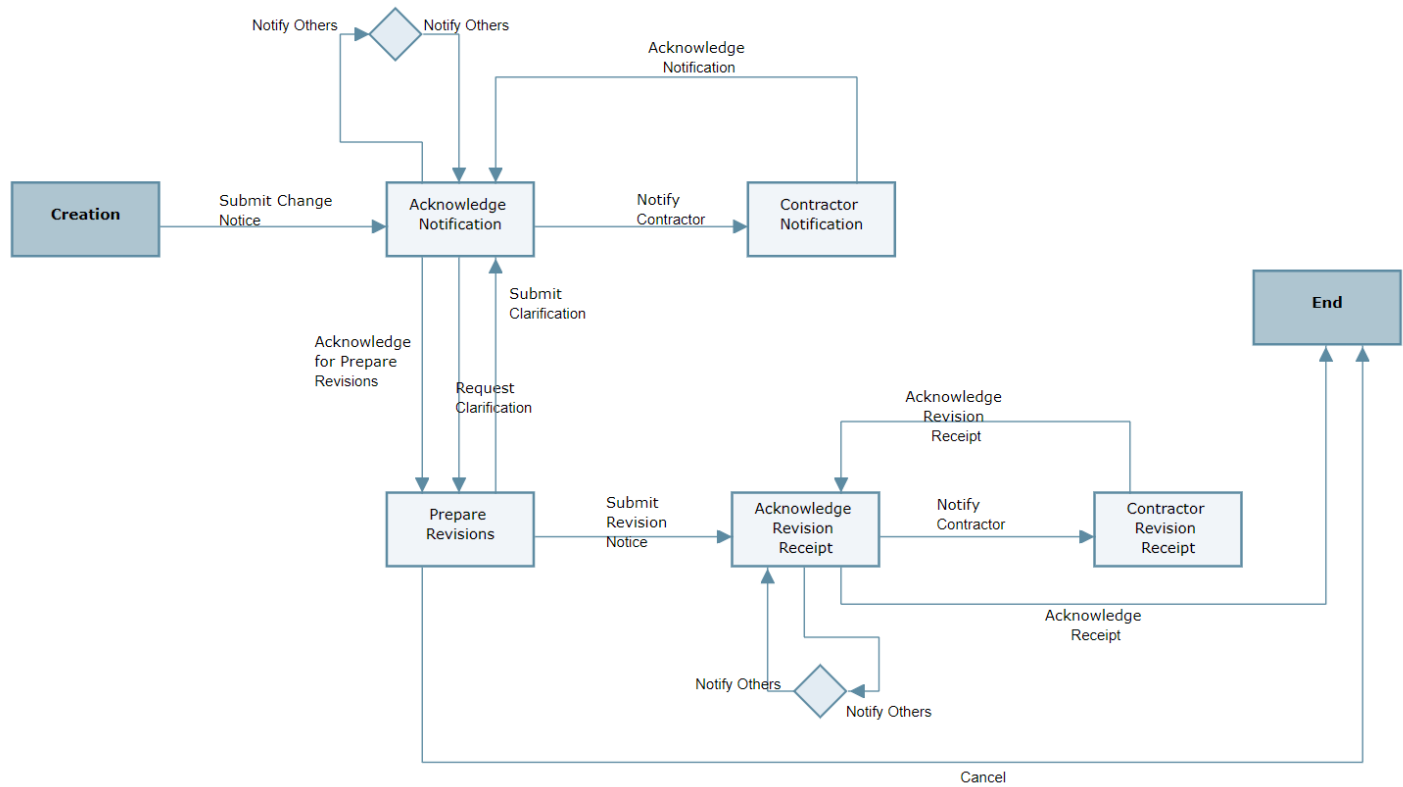 Notify Others
Notify Others
Acknowledge
Notification
Creation
Submit Change
Notice
Acknowledge
Notification
Notify
Contractor
Contractor
Notification
Submit
Clarification
End
Acknowledge
for Prepare
Revisions
Request
Clarification
Acknowledge
Revision
Receipt
Prepare
Revisions
Submit
Revision
Notice
Acknowledge
Revision
Receipt
Notify
Contractor
Contractor
Revision
Receipt
Acknowledge
Receipt
Notify Others
Notify Others
Cancel